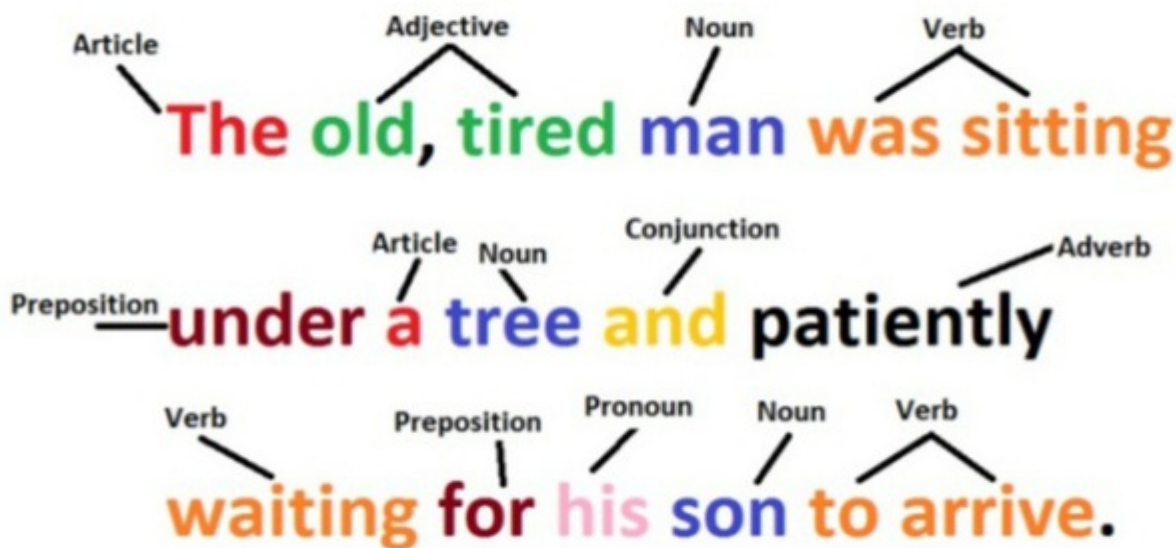 Article Adjective Noun Verb
The old, tired man was sitting
Article Noun Conjunction Adverb
Preposition under a tree and patiently
Verb Preposition Pronoun Noun Verb
waiting for his son to arrive.